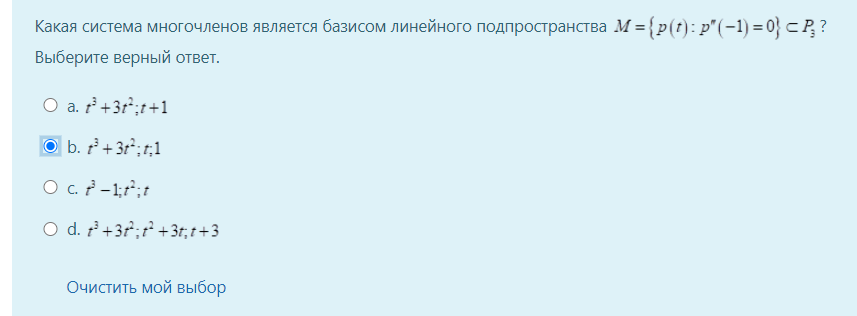 Какая система многочленов является базисом линейного подпространства M = {p(t): p"(−1) = 0} ⊂ P₃ ?
Выберите верный ответ.
a. t³ + 3t²; t + 1
b. t³ + 3t²; t; 1
c. t³ − 1; t²; t
d. t³ + 3t²; t² + 3t; t + 3
Очистить мой выбор